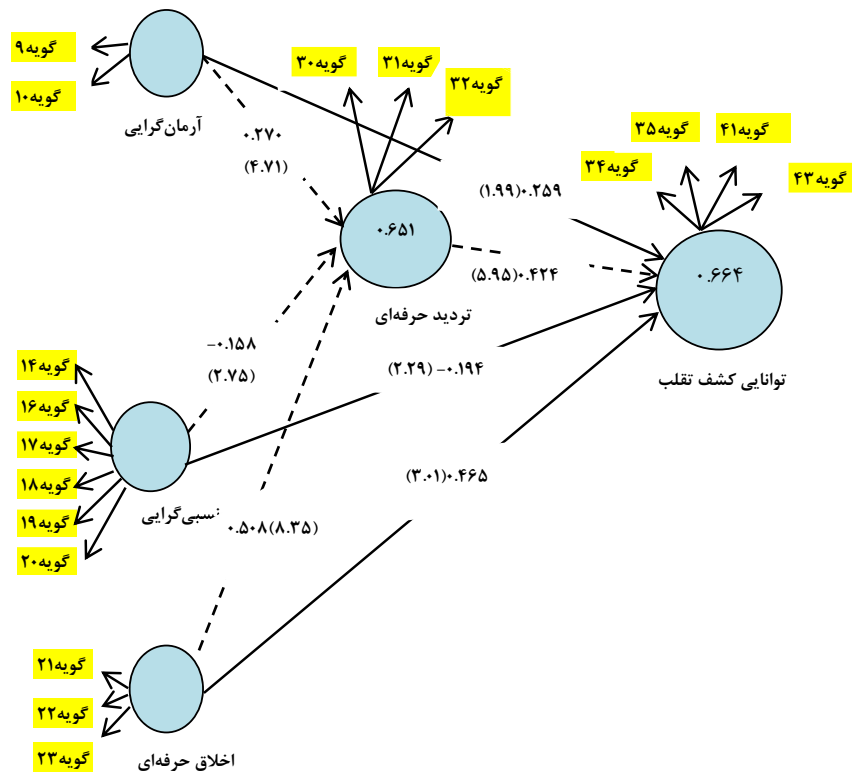 گویه۹
گویه۱۰
آرمان‌گرایی
گویه۳۰
گویه۳۱
گویه۳۲
۰.۲۷۰
(۴.۷۱)
گویه۳۵
گویه۴۱
گویه۳۴
گویه۴۳
(۱.۹۹)۰.۲۵۹
۰.۶۵۱
(۵.۹۵)۰.۴۲۴
تردید حرفه‌ای
۰.۶۶۴
توانایی کشف تقلب
−۰.۱۵۸
(۲.۷۵)
(۲.۲۹) −۰.۱۹۴
گویه۱۴
گویه۱۶
گویه۱۷
گویه۱۸
گویه۱۹
گویه۲۰
نسبی‌گرایی
۰.۵۰۸(۸.۳۵)
(۳.۰۱)۰.۴۶۵
گویه۲۱
گویه۲۲
گویه۲۳
اخلاق حرفه‌ای